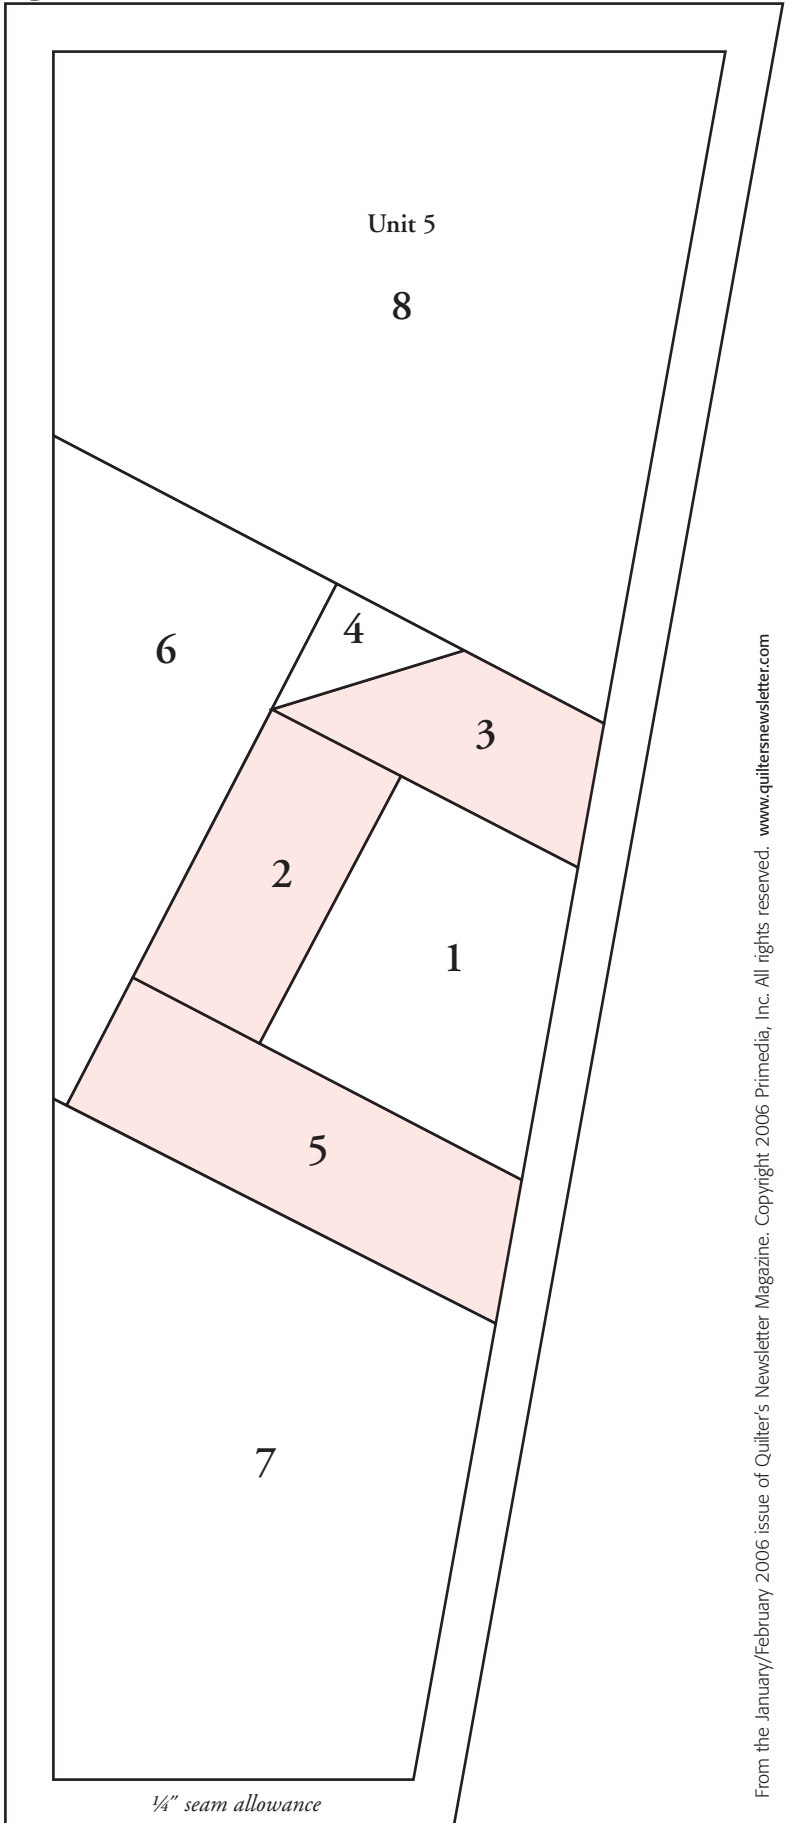 Unit 5
8
4
6
3
2
1
5
7
¼″ seam allowance
From the January/February 2006 issue of Quilter’s Newsletter Magazine. Copyright 2006 Primedia, Inc. All rights reserved. www.quiltersnewsletter.com